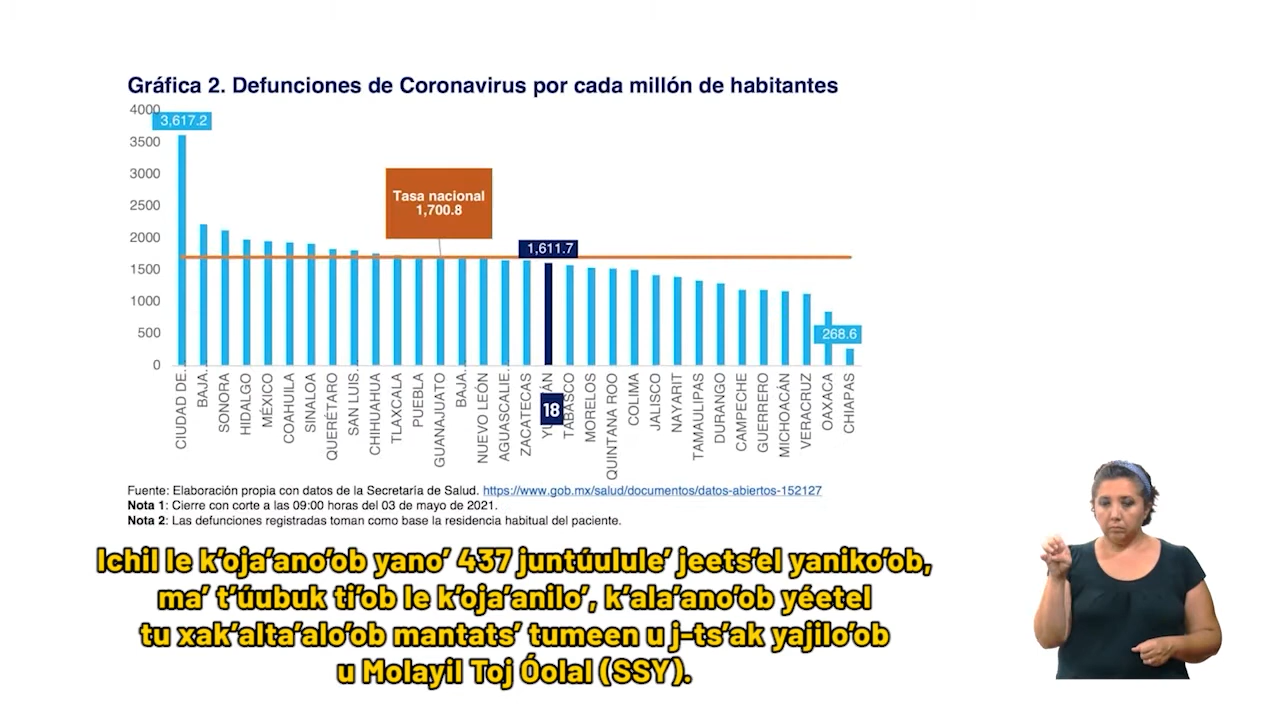 Gráfica 2. Defunciones de Coronavirus por cada millón de habitantes
4000
3500
3000
2500
2000
1500
1000
500
0
3,617.2
Tasa nacional
1,700.8
1,611.7
268.6
CIUDAD DE…
BAJA…
SONORA
HIDALGO
MÉXICO
COAHUILA
SINALOA
QUERÉTARO
SAN LUIS…
CHIHUAHUA
TLAXCALA
PUEBLA
GUANAJUATO
BAJA…
NUEVO LEÓN
AGUASCALIE…
ZACATECAS
18
TABASCO
MORELOS
QUINTANA ROO
COLIMA
JALISCO
NAYARIT
TAMAULIPAS
DURANGO
CAMPECHE
GUERRERO
MICHOACÁN
VERACRUZ
OAXACA
CHIAPAS
Fuente: Elaboración propia con datos de la Secretaría de Salud. https://www.gob.mx/salud/documentos/datos-abiertos-152127
Nota 1: Cierre con corte a las 09:00 horas del 03 de mayo de 2021.
Nota 2: Las defunciones registradas toman como base la residencia habitual del paciente.
Ichil le k'oja'ano'ob yano' 437 juntúulule' jeets'el yaniko'ob,
ma' t'úubuk ti'ob le k'oja'anilo', k'ala'ano'ob yéetel
tu xak'alta'alo'ob mantats' tumeen u j-ts'ak yajilo'ob
u Molayil Toj Óolal (SSY).